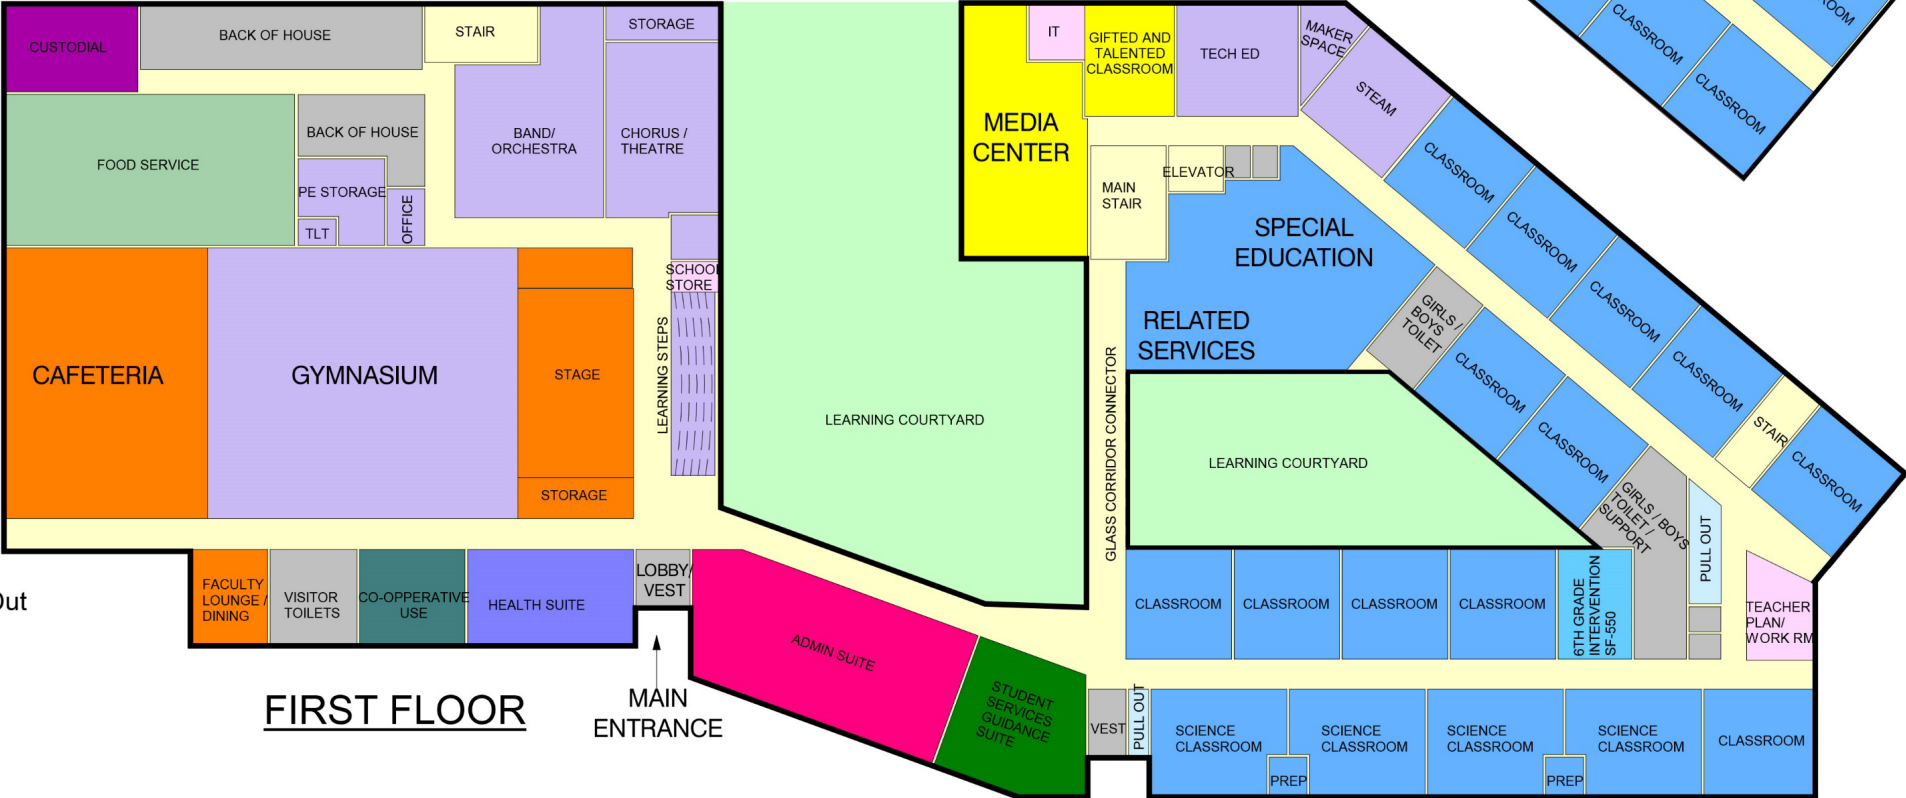 CUSTODIAL
BACK OF HOUSE
STAIR
STORAGE
FOOD SERVICE
BACK OF HOUSE
PE STORAGE
TLT
OFFICE
BAND/
ORCHESTRA
CHORUS /
THEATRE
SCHOOL
STORE
LEARNING STEPS
CAFETERIA
GYMNASIUM
STAGE
STORAGE
FACULTY
LOUNGE /
DINING
VISITOR
TOILETS
CO-OPPERATIVE
USE
HEALTH SUITE
LOBBY/
VEST
ADMIN SUITE
STUDENT
SERVICES
GUIDANCE
SUITE
Out
FIRST FLOOR
MAIN
ENTRANCE
LEARNING COURTYARD
MEDIA
CENTER
IT
GIFTED AND
TALENTED
CLASSROOM
TECH ED
MAKER
SPACE
STEAM
MAIN
STAIR
ELEVATOR
SPECIAL
EDUCATION
RELATED
SERVICES
GLASS CORRIDOR CONNECTOR
LEARNING COURTYARD
GIRLS /
BOYS
TOILET
CLASSROOM
CLASSROOM
CLASSROOM
CLASSROOM
CLASSROOM
CLASSROOM
STAIR
CLASSROOM
GIRLS / BOYS
TOILET /
SUPPORT
PULL OUT
TEACHER
PLAN/
WORK RM
CLASSROOM
CLASSROOM
CLASSROOM
CLASSROOM
6TH GRADE
INTERVENTION
SF-550
VEST
PULL OUT
SCIENCE
CLASSROOM
PREP
SCIENCE
CLASSROOM
SCIENCE
CLASSROOM
PREP
SCIENCE
CLASSROOM
CLASSROOM
CLASSROOM
CLASSROOM
OOM